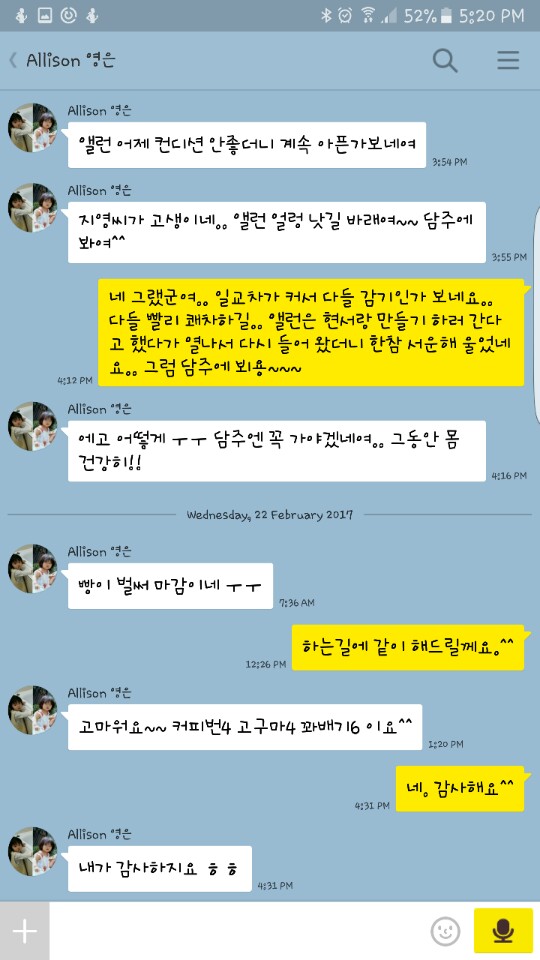 52% 5:20 PM
Allison 영은
Allison 영은
앨런 어제 컨디션 안좋더니 계속 아픈가보네여
3:54 PM
Allison 영은
지영씨가 고생이네.. 앨런 얼렁 낫길 바래여~~ 담주에
봐여^^
3:55 PM
네 그랬군여.. 일교차가 커서 다들 감기인가 보네요..
다들 빨리 쾌차하길.. 앨런은 현서랑 만들기 하러 간다
고 했다가 열나서 다시 들어 왔더니 한참 서운해 울었네
요.. 그럼 담주에 뵈용~~~
4:12 PM
Allison 영은
에고 어떻게 ㅜㅜ 담주엔 꼭 가야겠네여.. 그동안 몸
건강히!!
4:16 PM
Wednesday, 22 February 2017
Allison 영은
빵이 벌써 마감이네 ㅜㅜ
7:36 AM
하는길에 같이 해드릴께요.^^
12:26 PM
Allison 영은
고마워요~~ 커피번4 고구마4 꽈배기6 이요^^
1:20 PM
네. 감사해요^^
4:31 PM
Allison 영은
내가 감사하지요 ㅎㅎ
4:31 PM